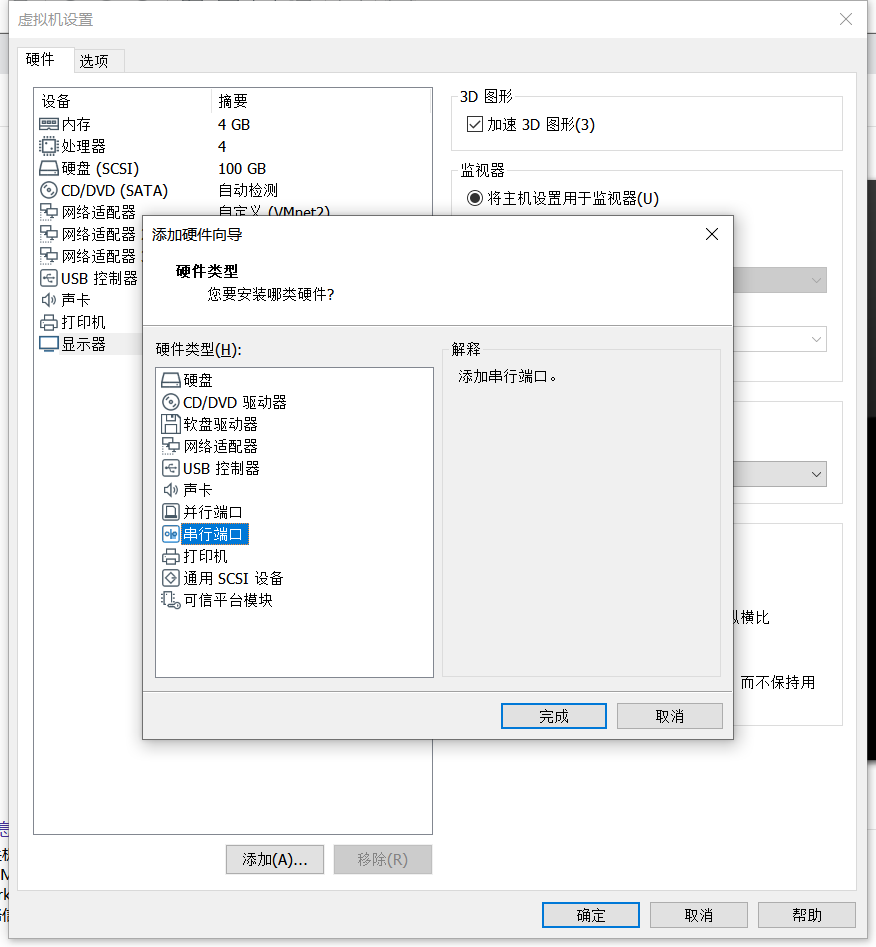 虚拟机设置
硬件
选项
设备 摘要
内存 4 GB
处理器 4
硬盘 (SCSI) 100 GB
CD/DVD (SATA) 自动检测
网络适配器 自定义 (VMnet2)
网络适配器
网络适配器
USB 控制器
声卡
打印机
显示器
3D 图形
加速 3D 图形(3)
监视器
将主机设置用于监视器(U)
添加硬件向导
硬件类型
您要安装哪类硬件?
硬件类型(H):
硬盘
CD/DVD 驱动器
软盘驱动器
网络适配器
USB 控制器
声卡
并行端口
串行端口
打印机
通用 SCSI 设备
可信平台模块
解释
添加串行端口。
完成
取消
纵横比
而不保持用
添加(A)...
移除(R)
确定
取消
帮助